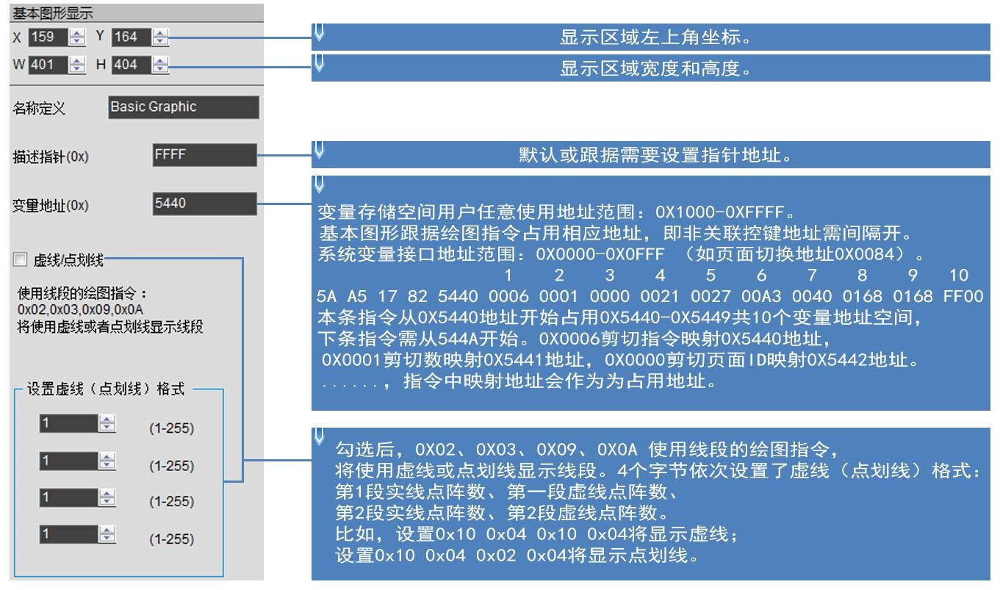 基本图形显示
X 159 Y 164
W 401 H 404
名称定义 Basic Graphic
描述指针(0x) FFFF
变量地址(0x) 5440
虚线/点划线
使用线段的绘图指令：
0x02,0x03,0x09,0x0A
将使用虚线或者点划线显示线段
设置虚线（点划线）格式
1 (1-255)
1 (1-255)
1 (1-255)
1 (1-255)
显示区域左上角坐标。
显示区域宽度和高度。
默认或跟据需要设置指针地址。
变量存储空间用户任意使用地址范围：0X1000-0XFFFF。
基本图形跟据绘图指令占用相应地址，即非关联控键地址需间隔开。
系统变量接口地址范围：0X0000-0X0FFF （如页面切换地址0X0084）。
1 2 3 4 5 6 7 8 9 10
5A A5 17 82 5440 0006 0001 0000 0021 0027 00A3 0040 0168 0168 FF00
本条指令从0X5440地址开始占用0X5440-0X5449共10个变量地址空间，
下条指令需从544A开始。0X0006剪切指令映射0X5440地址，
0X0001剪切数映射0X5441地址，0X0000剪切页面ID映射0X5442地址。
......，指令中映射地址会作为为占用地址。
勾选后，0X02、0X03、0X09、0X0A 使用线段的绘图指令，
将使用虚线或点划线显示线段。4个字节依次设置了虚线（点划线）格式：
第1段实线点阵数、第一段虚线点阵数、
第2段实线点阵数、第2段虚线点阵数。
比如，设置0x10 0x04 0x10 0x04将显示虚线；
设置0x10 0x04 0x02 0x04将显示点划线。